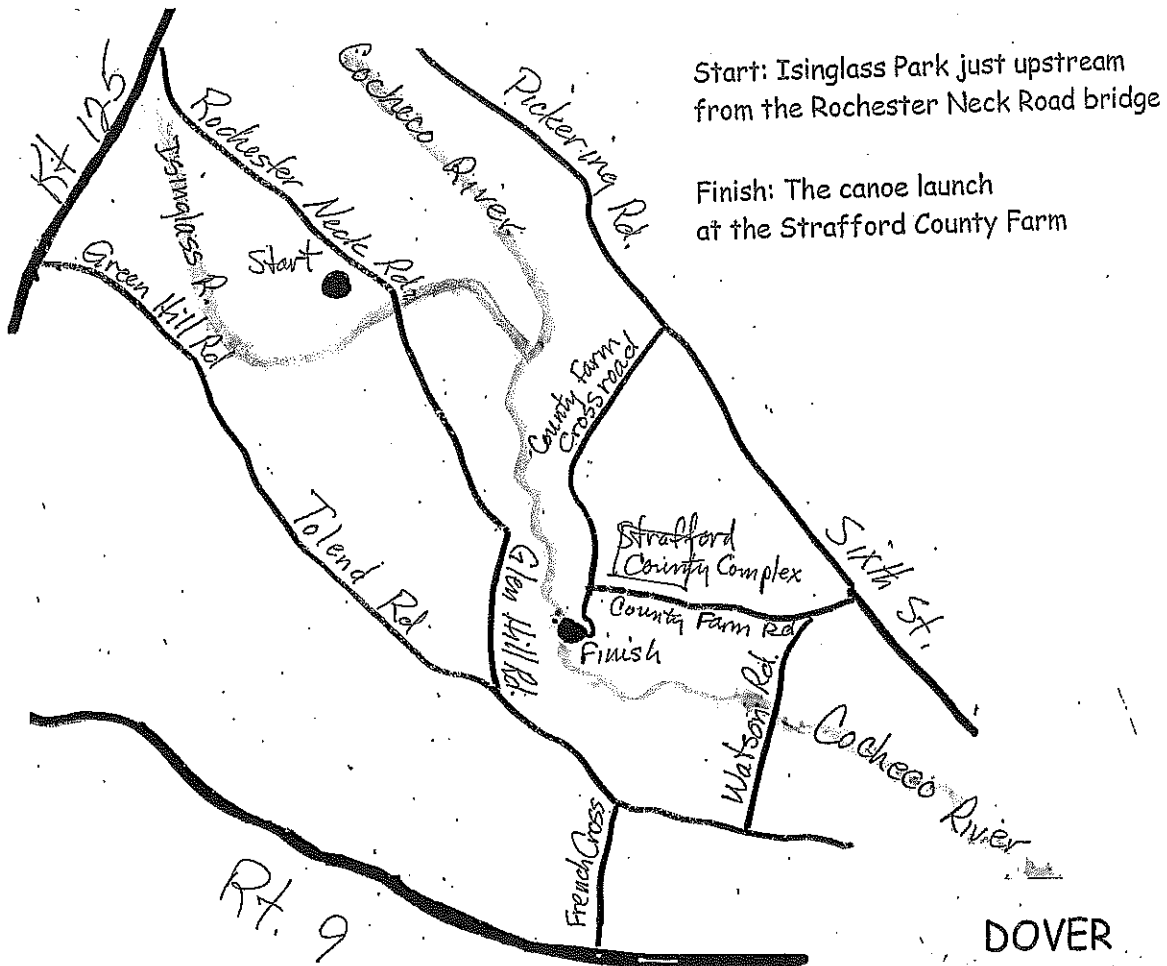 Start: Isinglass Park just upstream
from the Rochester Neck Road bridge
Finish: The canoe launch
at the Strafford County Farm
Rt 125
Rochester Neck Rd.
Isinglass R.
Cocheco River
Pickering Rd.
Start
Green Hill Rd
County Farm
Crossroad
Tolend Rd
Glen Hill Rd.
Strafford
County Complex
Sixth St.
County Farm Rd
Finish
Watson Rd.
Cocheco River
French Cross
Rt. 9
DOVER